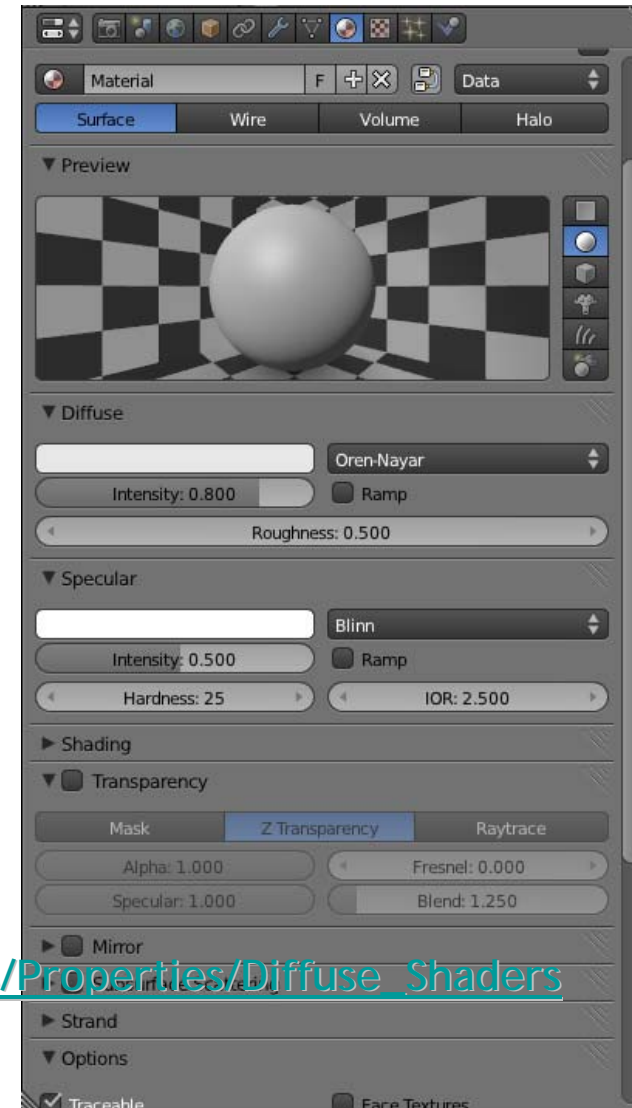 Material F Data
Surface Wire Volume Halo
Preview
Diffuse
Oren-Nayar
Intensity: 0.800 Ramp
Roughness: 0.500
Specular
Blinn
Intensity: 0.500 Ramp
Hardness: 25 IOR: 2.500
Shading
Transparency
Mask Z Transparency Raytrace
Alpha: 1.000 Fresnel: 0.000
Specular: 1.000 Blend: 1.250
Mirror
/Properties/Diffuse_Shaders
Subsurface Scattering
Strand
Options
Traceable Face Textures